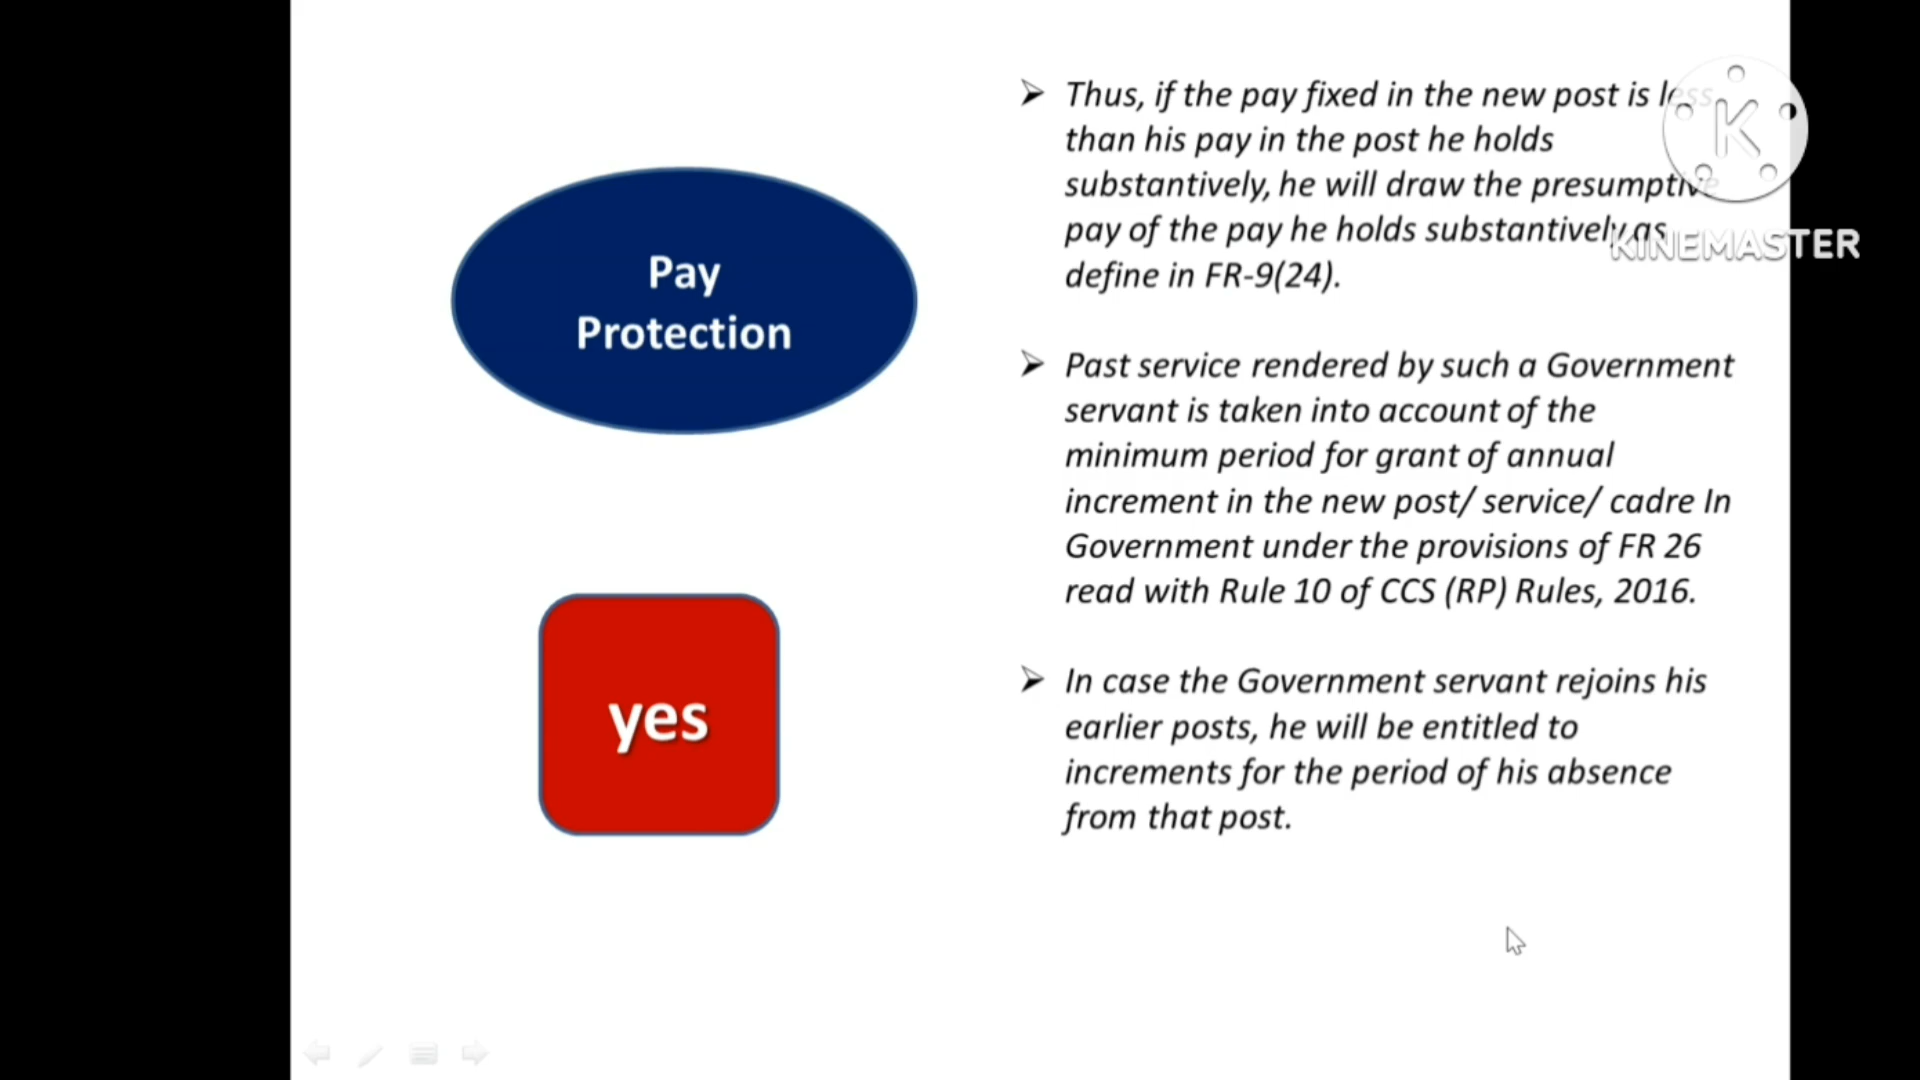 Pay
Protection
yes
Thus, if the pay fixed in the new post is less
than his pay in the post he holds
substantively, he will draw the presumptive
pay of the pay he holds substantively as
define in FR-9(24).
Past service rendered by such a Government
servant is taken into account of the
minimum period for grant of annual
increment in the new post/ service/ cadre In
Government under the provisions of FR 26
read with Rule 10 of CCS (RP) Rules, 2016.
In case the Government servant rejoins his
earlier posts, he will be entitled to
increments for the period of his absence
from that post.
K
KINEMASTER